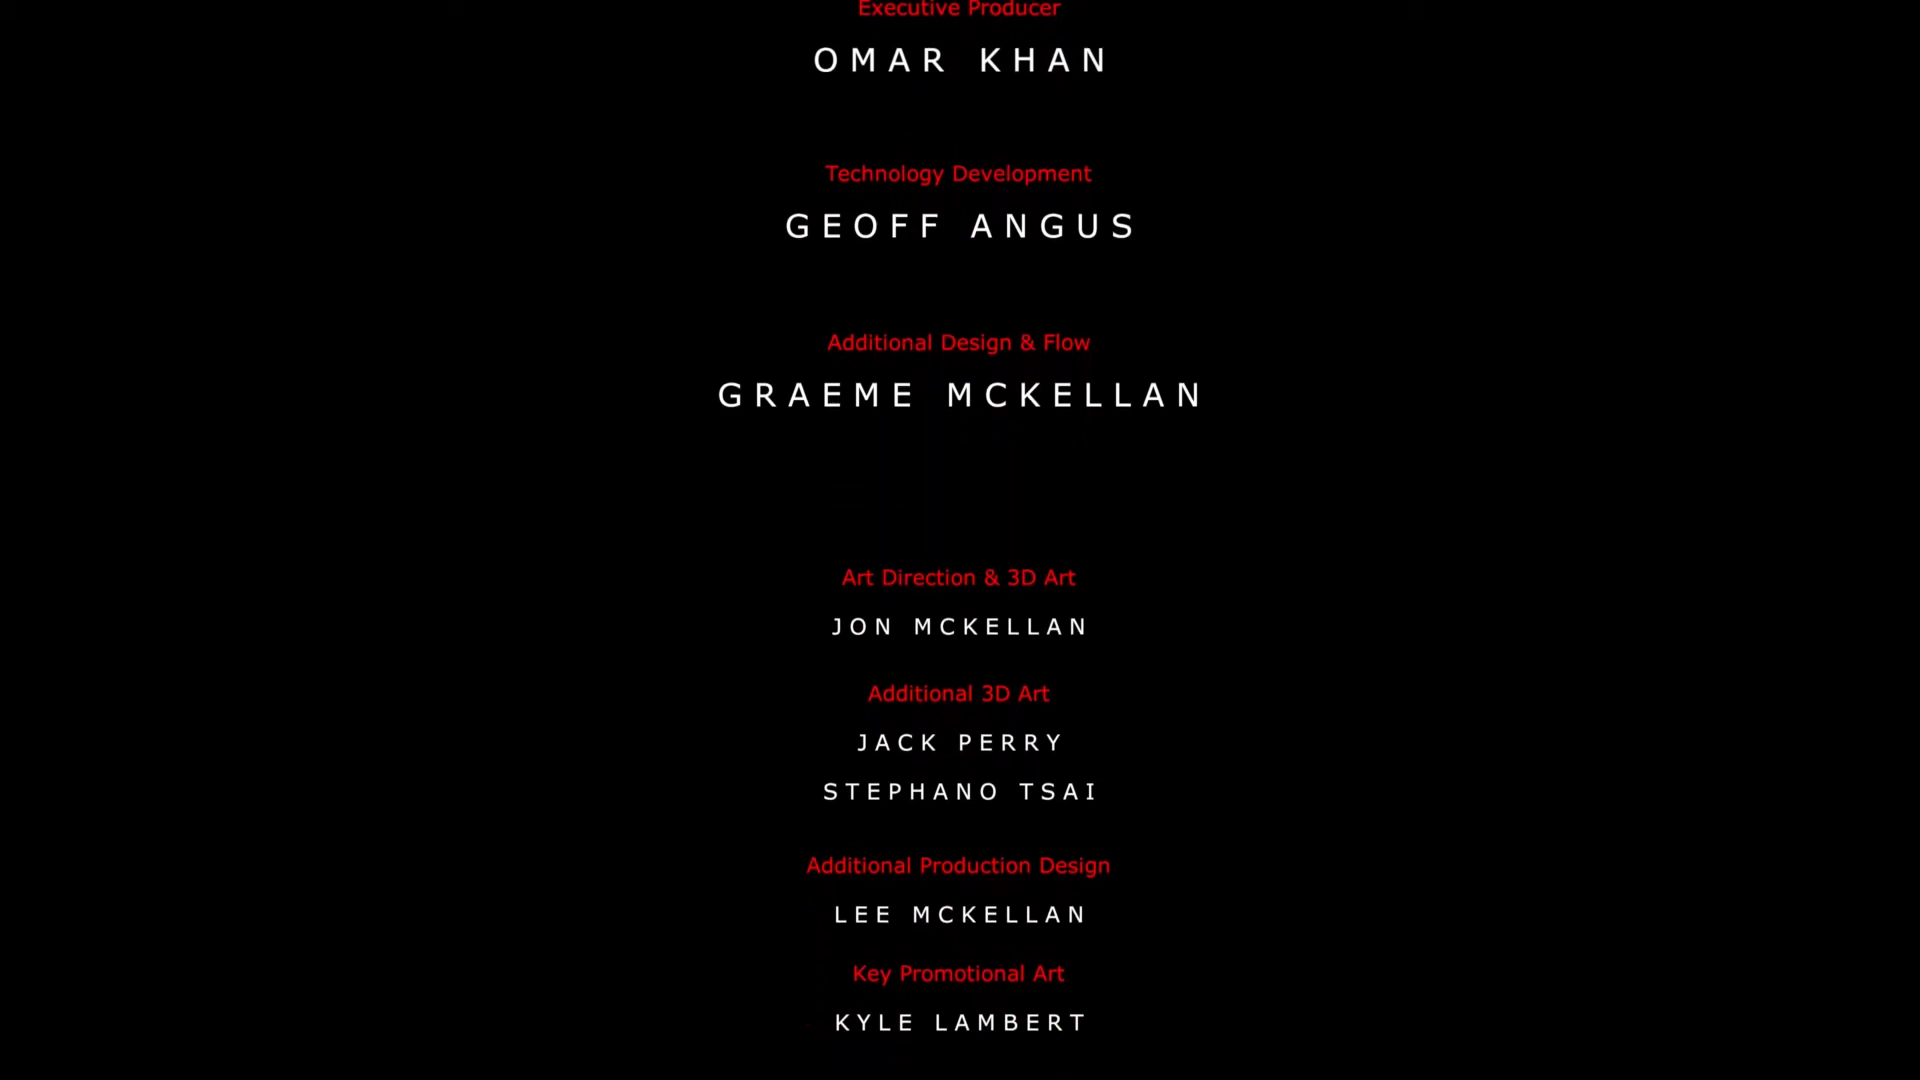 Executive Producer
OMAR KHAN
Technology Development
GEOFF ANGUS
Additional Design & Flow
GRAEME MCKELLAN
Art Direction & 3D Art
JON MCKELLAN
Additional 3D Art
JACK PERRY
STEPHANO TSAI
Additional Production Design
LEE MCKELLAN
Key Promotional Art
KYLE LAMBERT